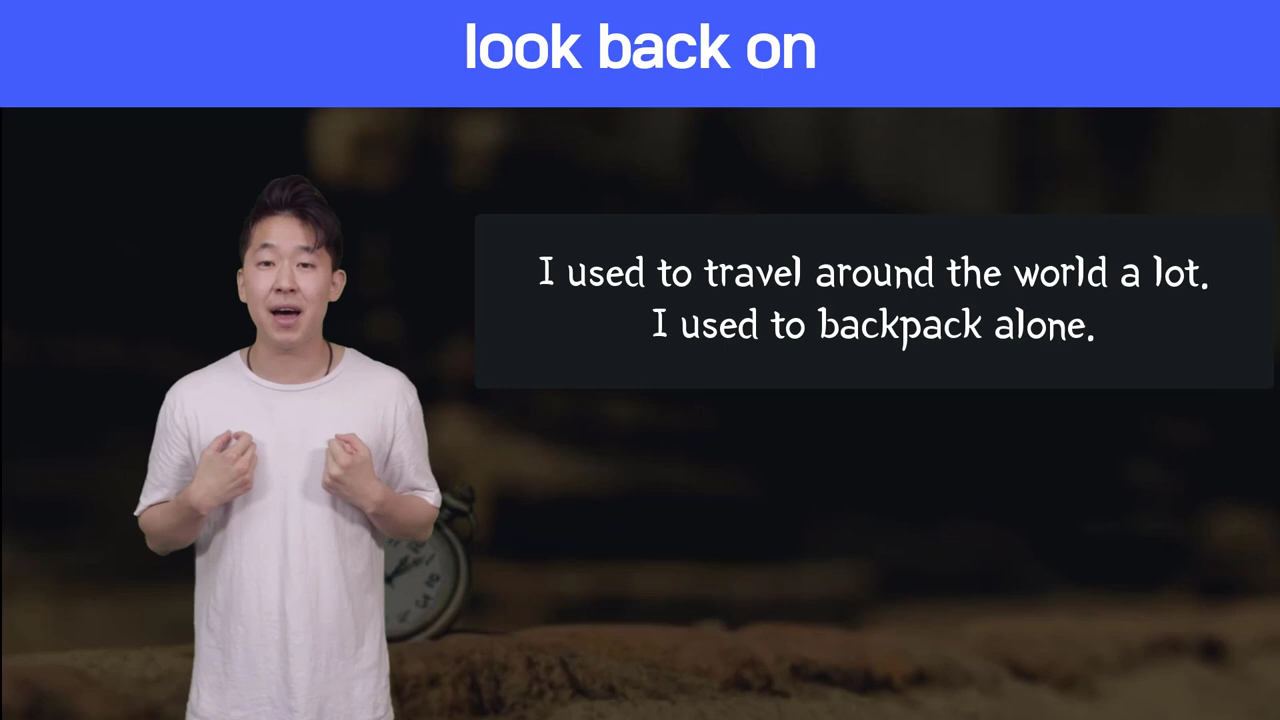 look back on
I used to travel around the world a lot.
I used to backpack alone.